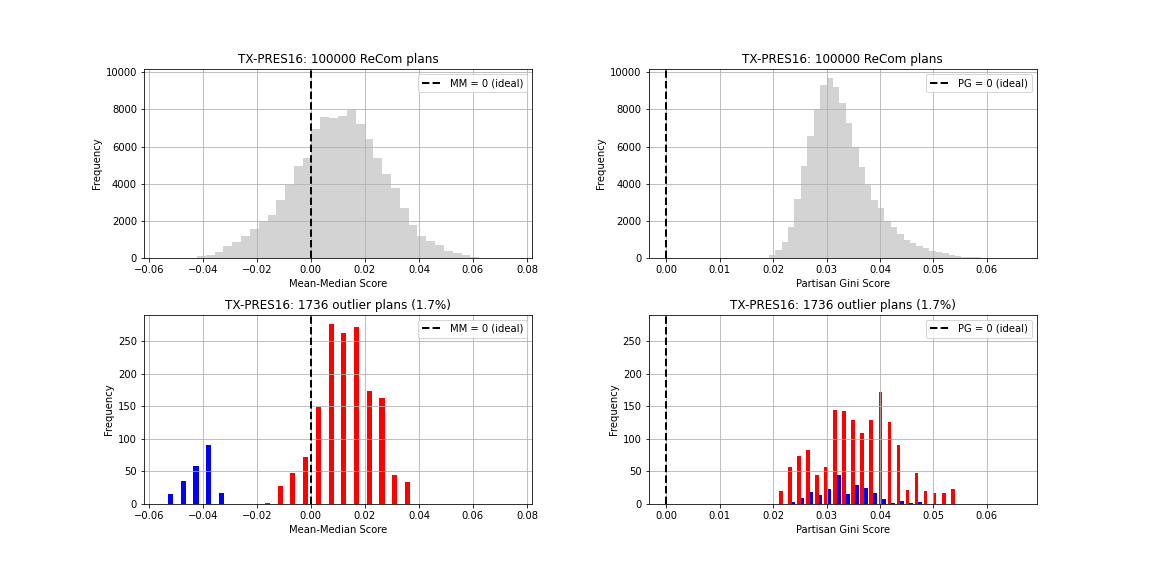 TX-PRES16: 100000 ReCom plans
10000
8000
6000
4000
2000
0
Frequency
MM = 0 (ideal)
−0.06 −0.04 −0.02 0.00 0.02 0.04 0.06 0.08
Mean-Median Score
TX-PRES16: 100000 ReCom plans
10000
8000
6000
4000
2000
0
Frequency
PG = 0 (ideal)
0.00 0.01 0.02 0.03 0.04 0.05 0.06
Partisan Gini Score
TX-PRES16: 1736 outlier plans (1.7%)
250
200
150
100
50
0
Frequency
MM = 0 (ideal)
−0.06 −0.04 −0.02 0.00 0.02 0.04 0.06 0.08
Mean-Median Score
TX-PRES16: 1736 outlier plans (1.7%)
250
200
150
100
50
0
Frequency
PG = 0 (ideal)
0.00 0.01 0.02 0.03 0.04 0.05 0.06
Partisan Gini Score